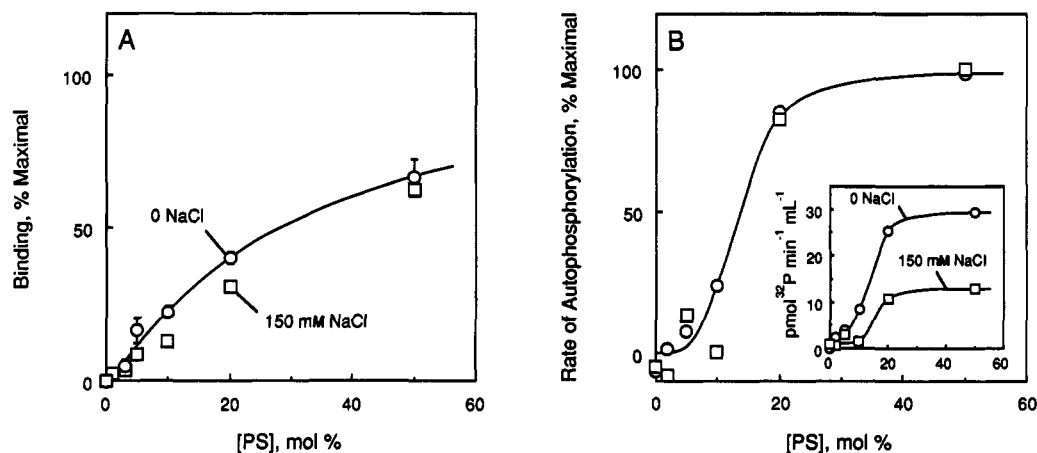 A
Binding, % Maximal
100
50
0
0 NaCl
150 mM NaCl
0
20
40
60
[PS], mol %
B
Rate of Autophosphorylation, % Maximal
100
50
0
0
20
40
60
[PS], mol %
0 NaCl
150 mM NaCl
pmol ³²P min⁻¹ mL⁻¹
30
20
10
0
0
20
40
60